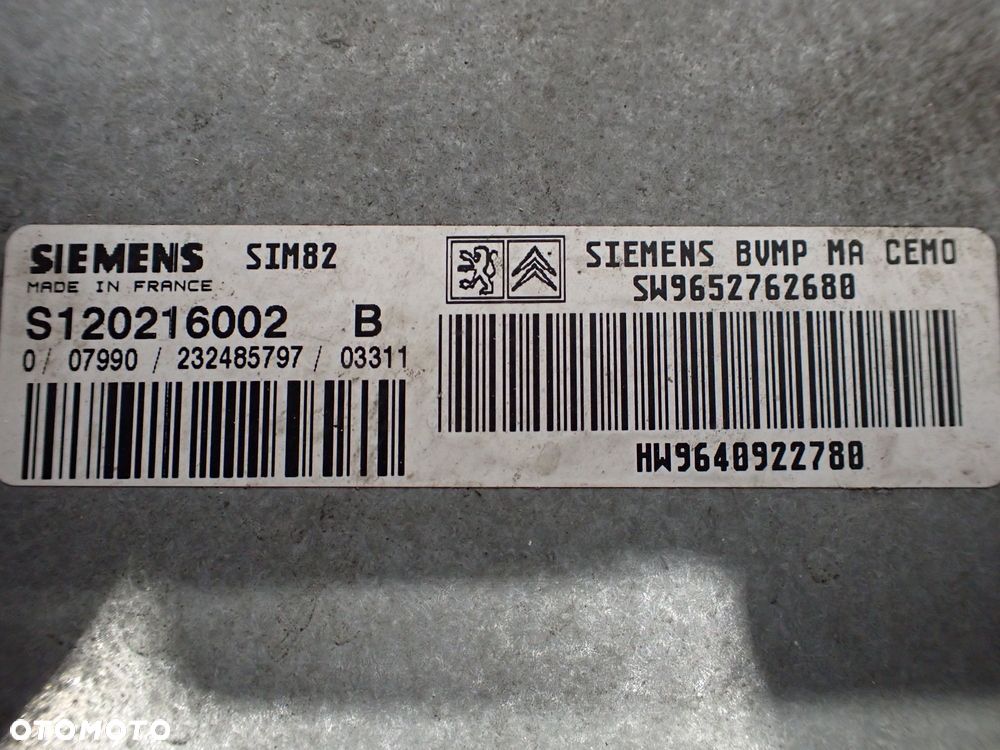 SIEMENS SIM82
MADE IN FRANCE
S120216002 B
0/ 07990 / 232485797/ 03311
SIEMENS BVMP MA CEMO
SW9652762680
HW9640922780
OTOMOTO